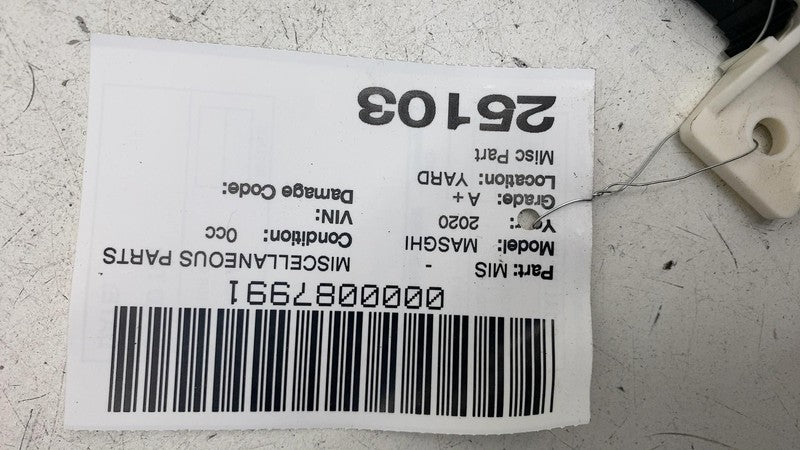 0000087991
Part: MIS - MISCELLANEOUS PARTS
Model: MASGHI Condition: 0cc
Year: 2020 VIN:
Grade: A+ Damage Code:
Location: YARD
Misc Part
25103